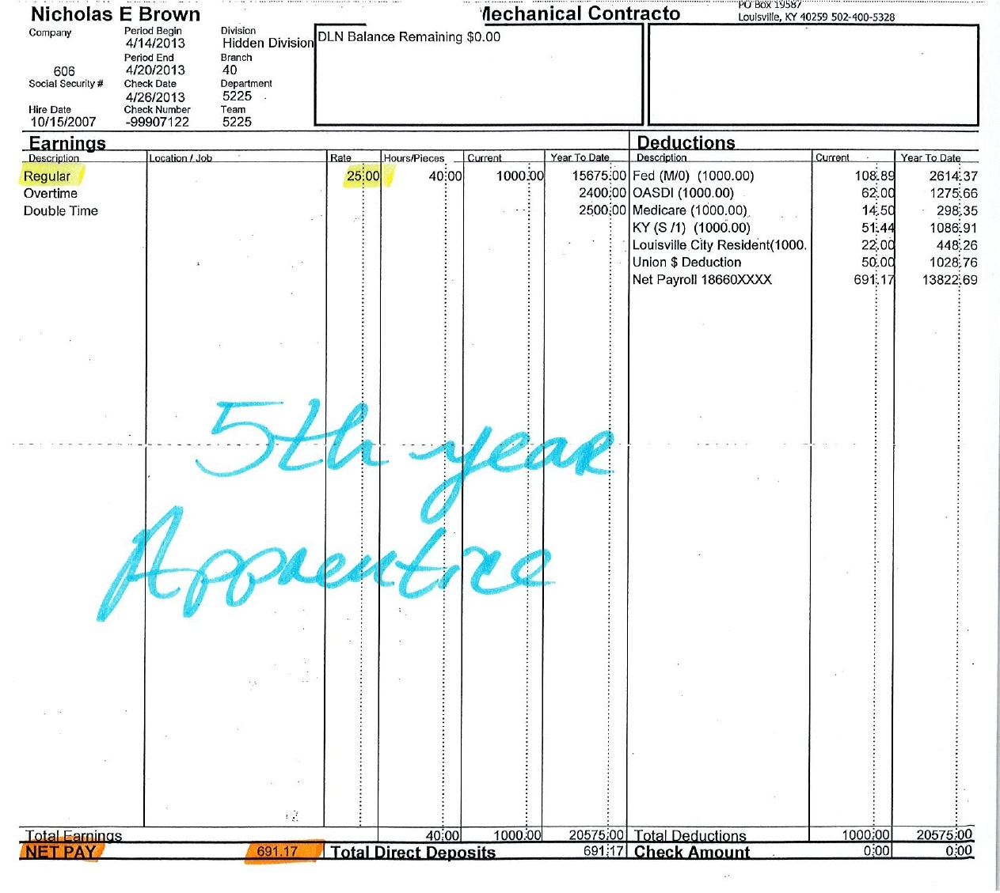 Nicholas E Brown
Mechanical Contracto
PO Box 19587
Louisville, KY 40259 502-400-5328
Company Period Begin Division
4/14/2013 Hidden Division
DLN Balance Remaining $0.00
Period End Branch
606 4/20/2013 40
Social Security # Check Date Department
4/26/2013 5225
Hire Date Check Number Team
10/15/2007 -99907122 5225
Earnings Deductions
Description Location / Job Rate Hours/Pieces Current Year To Date Description Current Year To Date
Regular 25:00 40:00 1000:00 15675:00 Fed (M/0) (1000.00) 108.89 2614:37
Overtime 2400:00 OASDI (1000.00) 62:00 1275:66
Double Time 2500:00 Medicare (1000.00) 14:50 298:35
KY (S /1) (1000.00) 51:44 1086:91
Louisville City Resident(1000. 22:00 448:26
Union $ Deduction 50:00 1028:76
Net Payroll 18660XXXX 691:17 13822:69
5th year
Apprentice
Total Earnings 40:00 1000:00 20575:00 Total Deductions 1000:00 20575:00
NET PAY 691.17 Total Direct Deposits 691:17 Check Amount 0:00 0:00